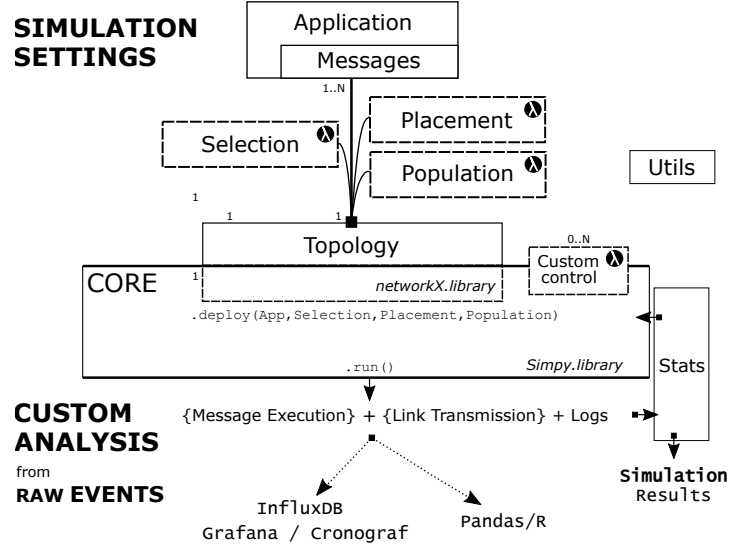 SIMULATION
SETTINGS
Application
Messages
1..N
Selection
λ
Placement
λ
Population
λ
Utils
1
1
1
Topology
0..N
Custom
control
λ
CORE
1
networkX.library
.deploy(App,Selection,Placement,Population)
.run()
Simpy.library
Stats
CUSTOM
ANALYSIS
from
RAW EVENTS
{Message Execution} + {Link Transmission} + Logs
Simulation
Results
InfluxDB
Grafana / Cronograf
Pandas/R